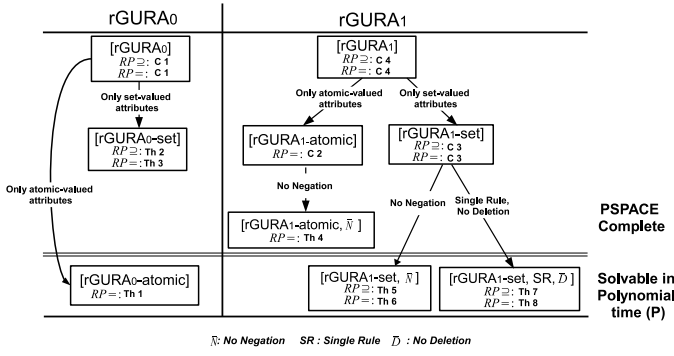 rGURA₀
rGURA₁
[rGURA₀]
RP⊇: C 1
RP=: C 1
[rGURA₁]
RP⊇: C 4
RP=: C 4
Only set-valued
attributes
Only atomic-valued
attributes
Only set-valued
attributes
[rGURA₀-set]
RP⊇: Th 2
RP=: Th 3
[rGURA₁-atomic]
RP=: C 2
[rGURA₁-set]
RP⊇: C 3
RP=: C 3
Only atomic-valued
attributes
No Negation
No Negation
Single Rule,
No Deletion
[rGURA₁-atomic, N̄ ]
RP=: Th 4
PSPACE
Complete
[rGURA₀-atomic]
RP=: Th 1
[rGURA₁-set, N̄ ]
RP⊇: Th 5
RP=: Th 6
[rGURA₁-set, SR, D̄ ]
RP⊇: Th 7
RP=: Th 8
Solvable in
Polynomial
time (P)
N̄: No Negation SR : Single Rule D̄ : No Deletion